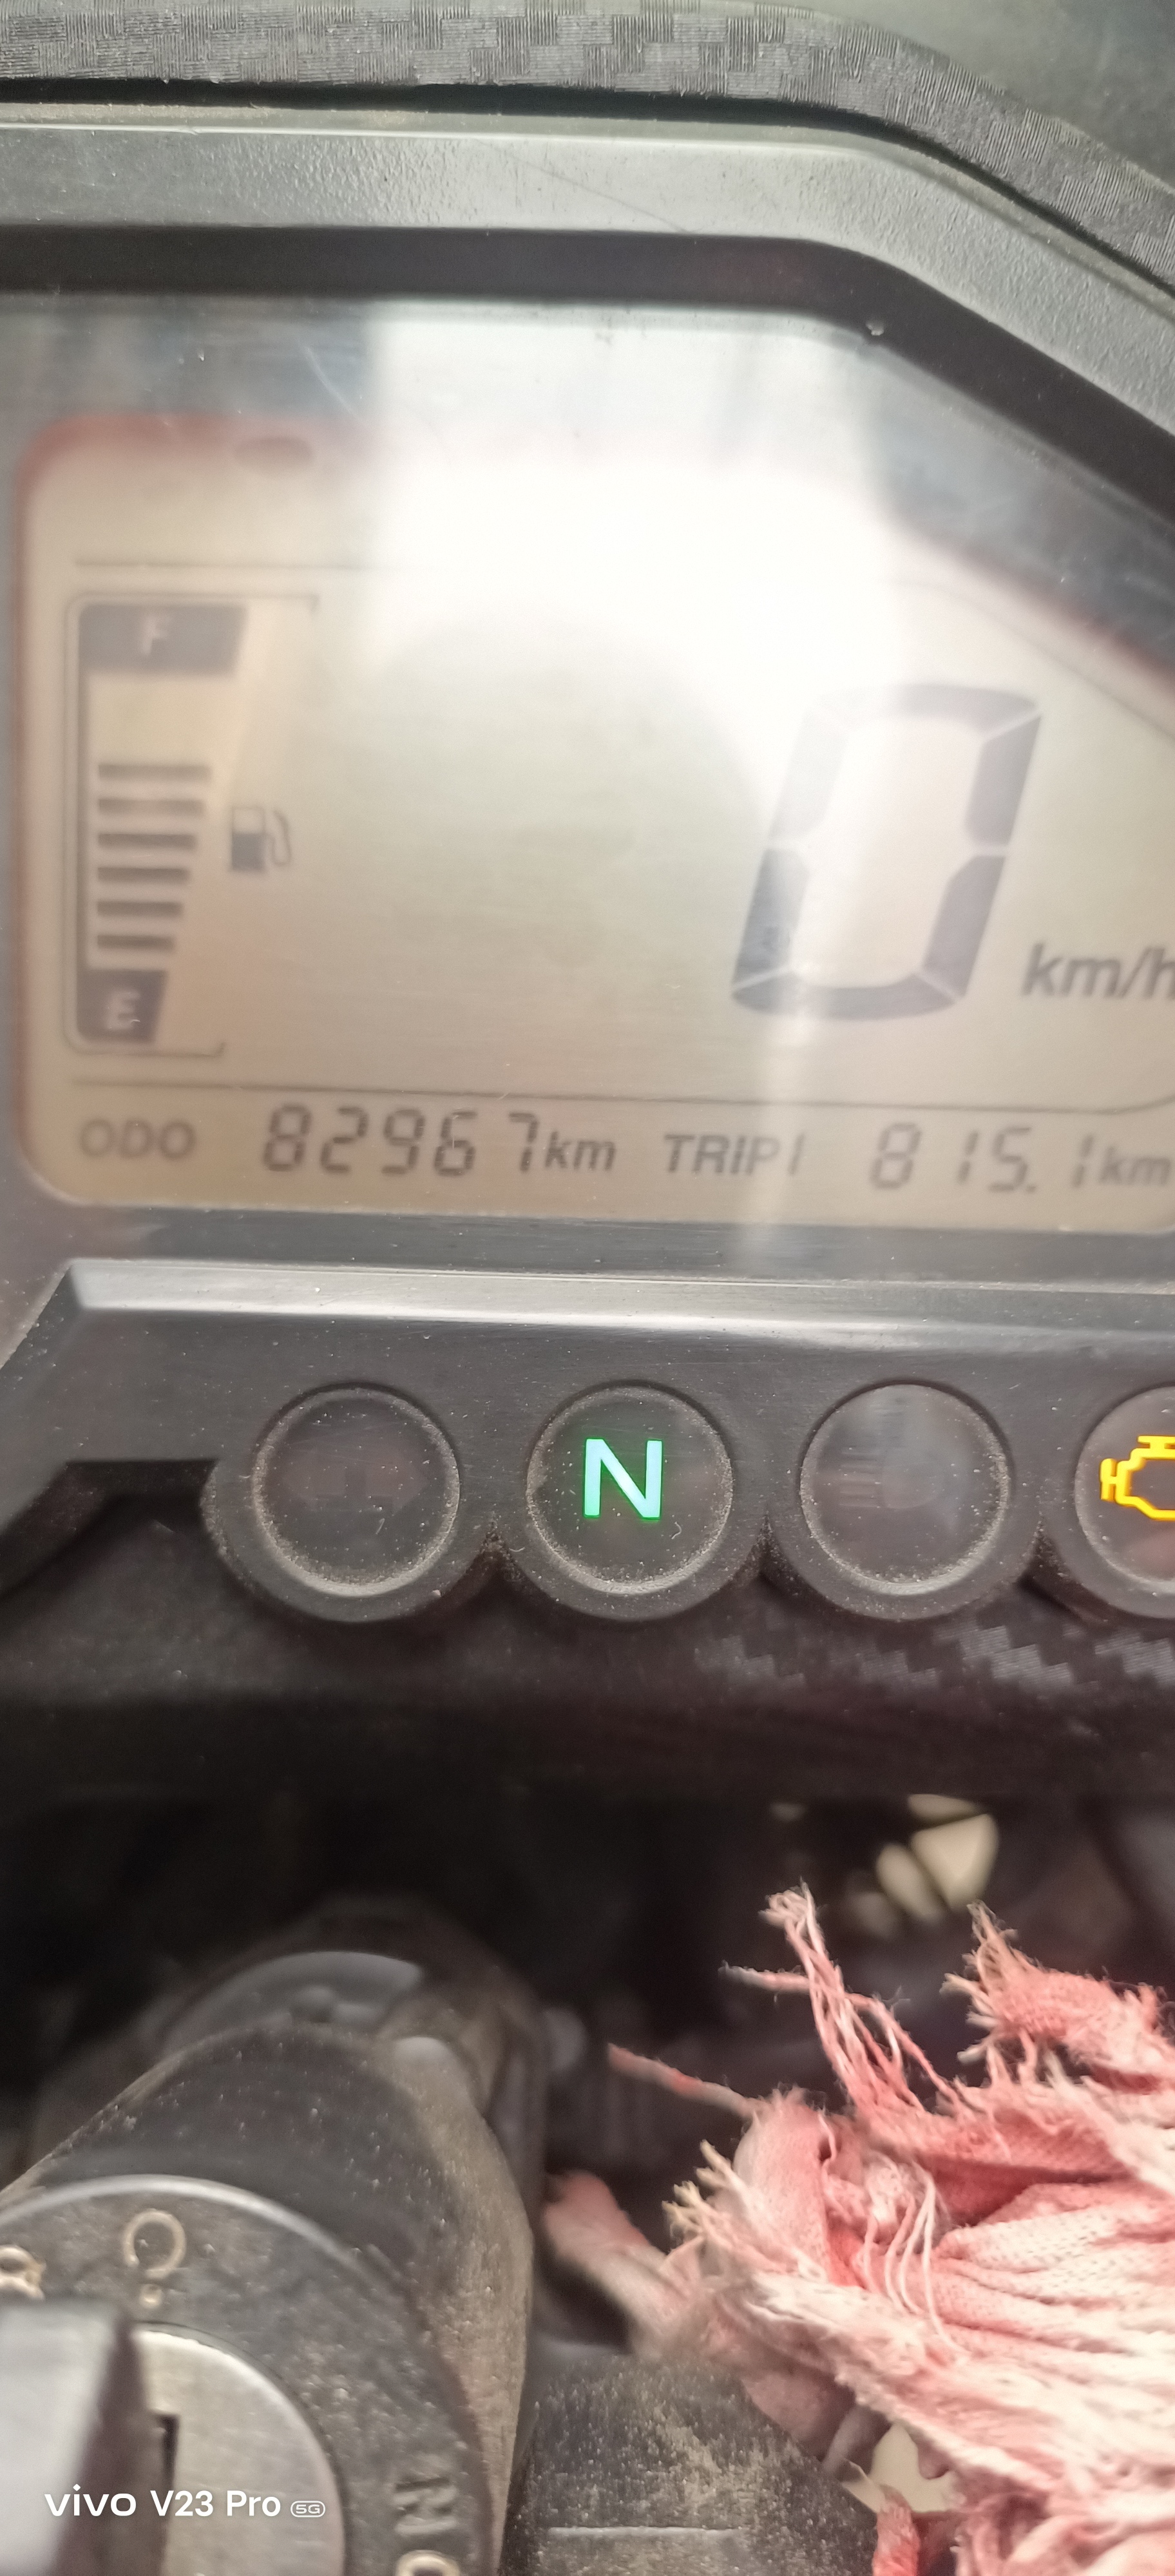 F
0
km/h
E
ODO 82967km TRIP1 815.1km
N
vivo V23 Pro 5G